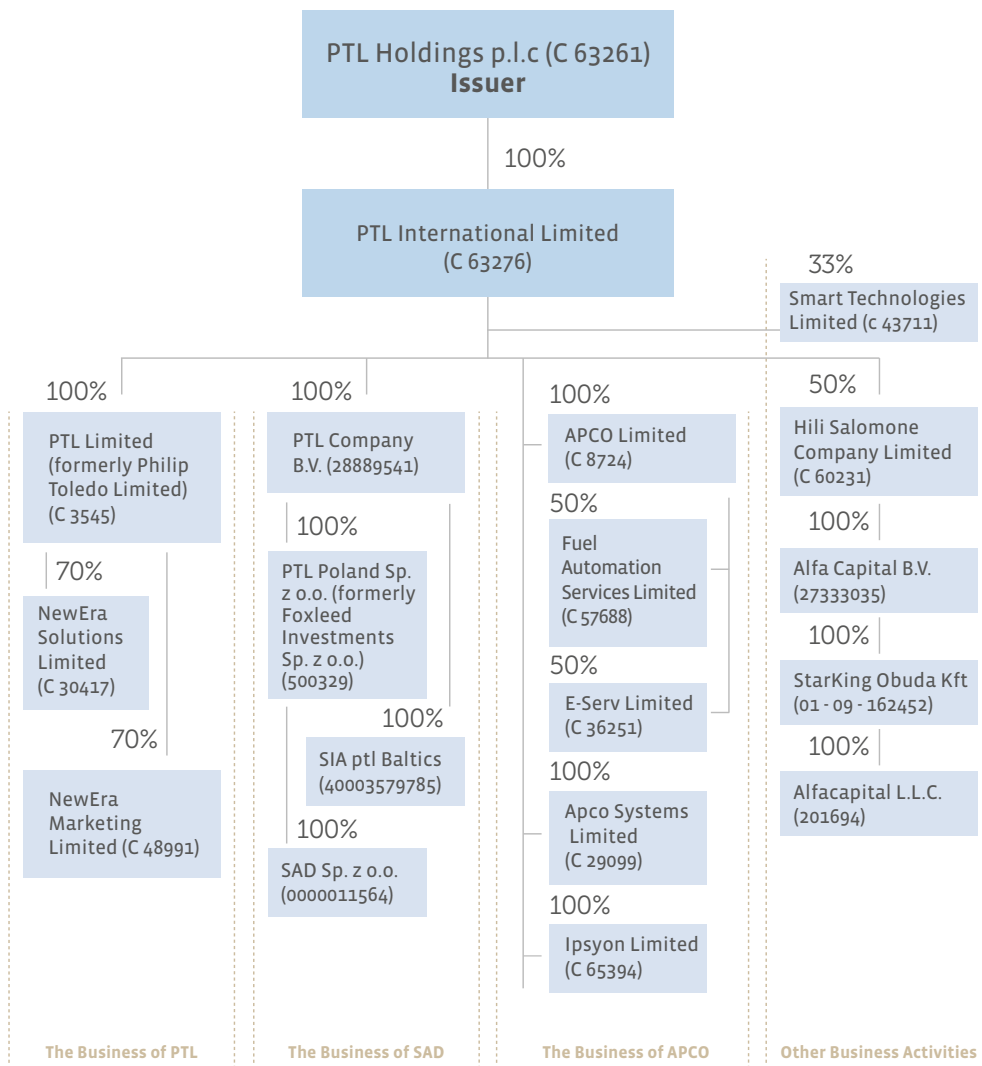 PTL Holdings p.l.c (C 63261)
Issuer
100%
PTL International Limited
(C 63276)
33%
Smart Technologies
Limited (c 43711)
100%
PTL Limited
(formerly Philip
Toledo Limited)
(C 3545)
70%
NewEra
Solutions
Limited
(C 30417)
70%
NewEra
Marketing
Limited (C 48991)
The Business of PTL
100%
PTL Company
B.V. (28889541)
100%
PTL Poland Sp.
z o.o. (formerly
Foxleed
Investments
Sp. z o.o.)
(500329)
100%
SIA ptl Baltics
(40003579785)
100%
SAD Sp. z o.o.
(0000011564)
The Business of SAD
100%
APCO Limited
(C 8724)
50%
Fuel
Automation
Services Limited
(C 57688)
50%
E-Serv Limited
(C 36251)
100%
Apco Systems
Limited
(C 29099)
100%
Ipsyon Limited
(C 65394)
The Business of APCO
50%
Hili Salomone
Company Limited
(C 60231)
100%
Alfa Capital B.V.
(27333035)
100%
StarKing Obuda Kft
(01 - 09 - 162452)
100%
Alfacapital L.L.C.
(201694)
Other Business Activities